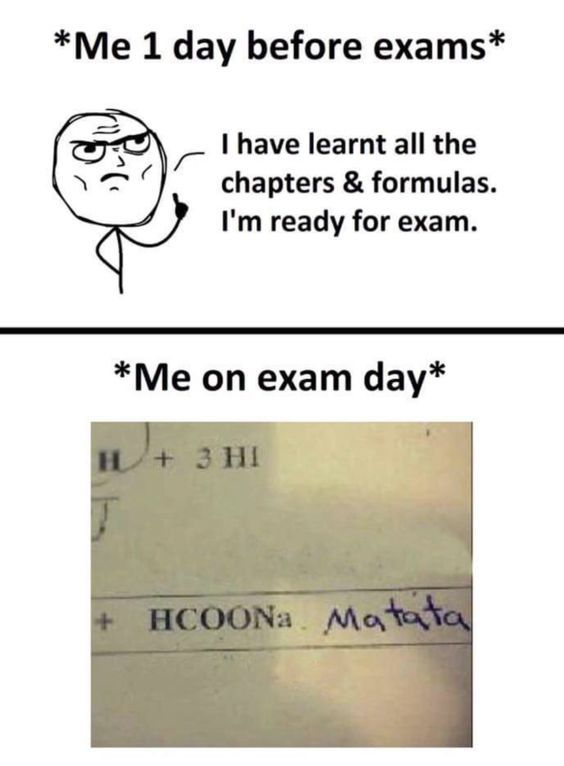 *Me 1 day before exams*
I have learnt all the
chapters & formulas.
I'm ready for exam.
*Me on exam day*
H + 3 HI
+ HCOONa Matata